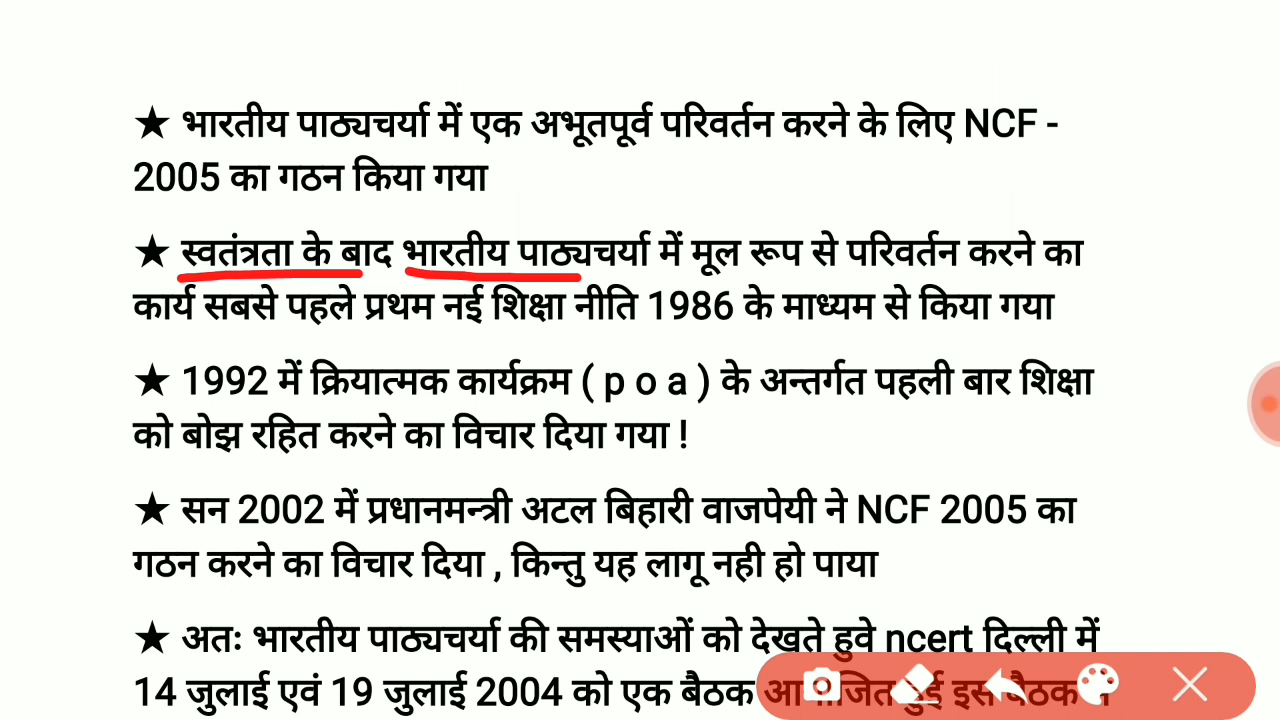 ★ भारतीय पाठ्यचर्या में एक अभूतपूर्व परिवर्तन करने के लिए NCF -
2005 का गठन किया गया
★ स्वतंत्रता के बाद भारतीय पाठ्यचर्या में मूल रूप से परिवर्तन करने का
कार्य सबसे पहले प्रथम नई शिक्षा नीति 1986 के माध्यम से किया गया
★ 1992 में क्रियात्मक कार्यक्रम ( p o a ) के अन्तर्गत पहली बार शिक्षा
को बोझ रहित करने का विचार दिया गया !
★ सन 2002 में प्रधानमन्त्री अटल बिहारी वाजपेयी ने NCF 2005 का
गठन करने का विचार दिया , किन्तु यह लागू नही हो पाया
★ अतः भारतीय पाठ्यचर्या की समस्याओं को देखते हुवे ncert दिल्ली में
14 जुलाई एवं 19 जुलाई 2004 को एक बैठक हुई इस बैठक